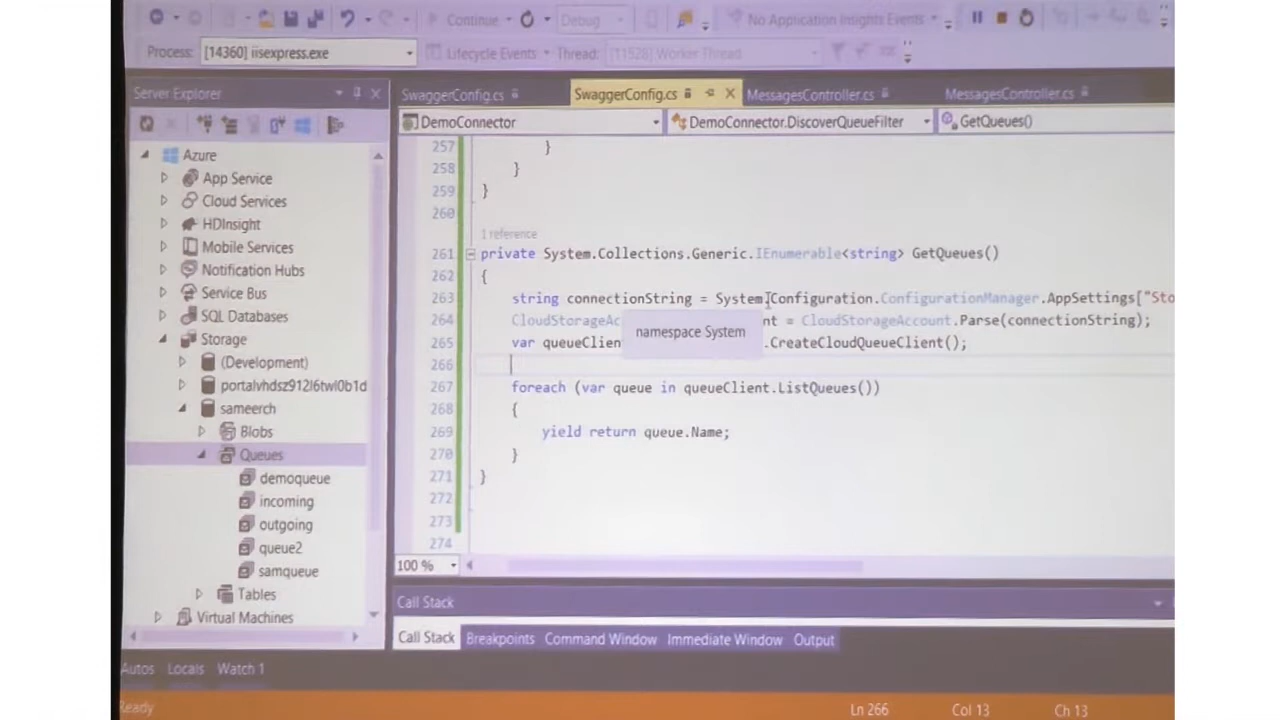 Continue Debug No Application Insights Events
Process: [14360] iisexpress.exe Lifecycle Events Thread: [11528] Worker Thread
Server Explorer
SwaggerConfig.cs SwaggerConfig.cs MessagesController.cs MessagesController.cs
DemoConnector DemoConnector.DiscoverQueueFilter GetQueues()
Azure
App Service
Cloud Services
HDInsight
Mobile Services
Notification Hubs
Service Bus
SQL Databases
Storage
(Development)
portalvhdsz912l6twl0b1d
sameerch
Blobs
Queues
demoqueue
incoming
outgoing
queue2
samqueue
Tables
Virtual Machines
257 }
258 }
259 }
260
1 reference
261 private System.Collections.Generic.IEnumerable<string> GetQueues()
262 {
263 string connectionString = System.Configuration.ConfigurationManager.AppSettings["Sto
264 CloudStorageAc nt = CloudStorageAccount.Parse(connectionString);
namespace System
265 var queueClien .CreateCloudQueueClient();
266
267 foreach (var queue in queueClient.ListQueues())
268 {
269 yield return queue.Name;
270 }
271 }
272
273
274
100 %
Call Stack
Call Stack Breakpoints Command Window Immediate Window Output
Autos Locals Watch 1
Ready Ln 266 Col 13 Ch 13